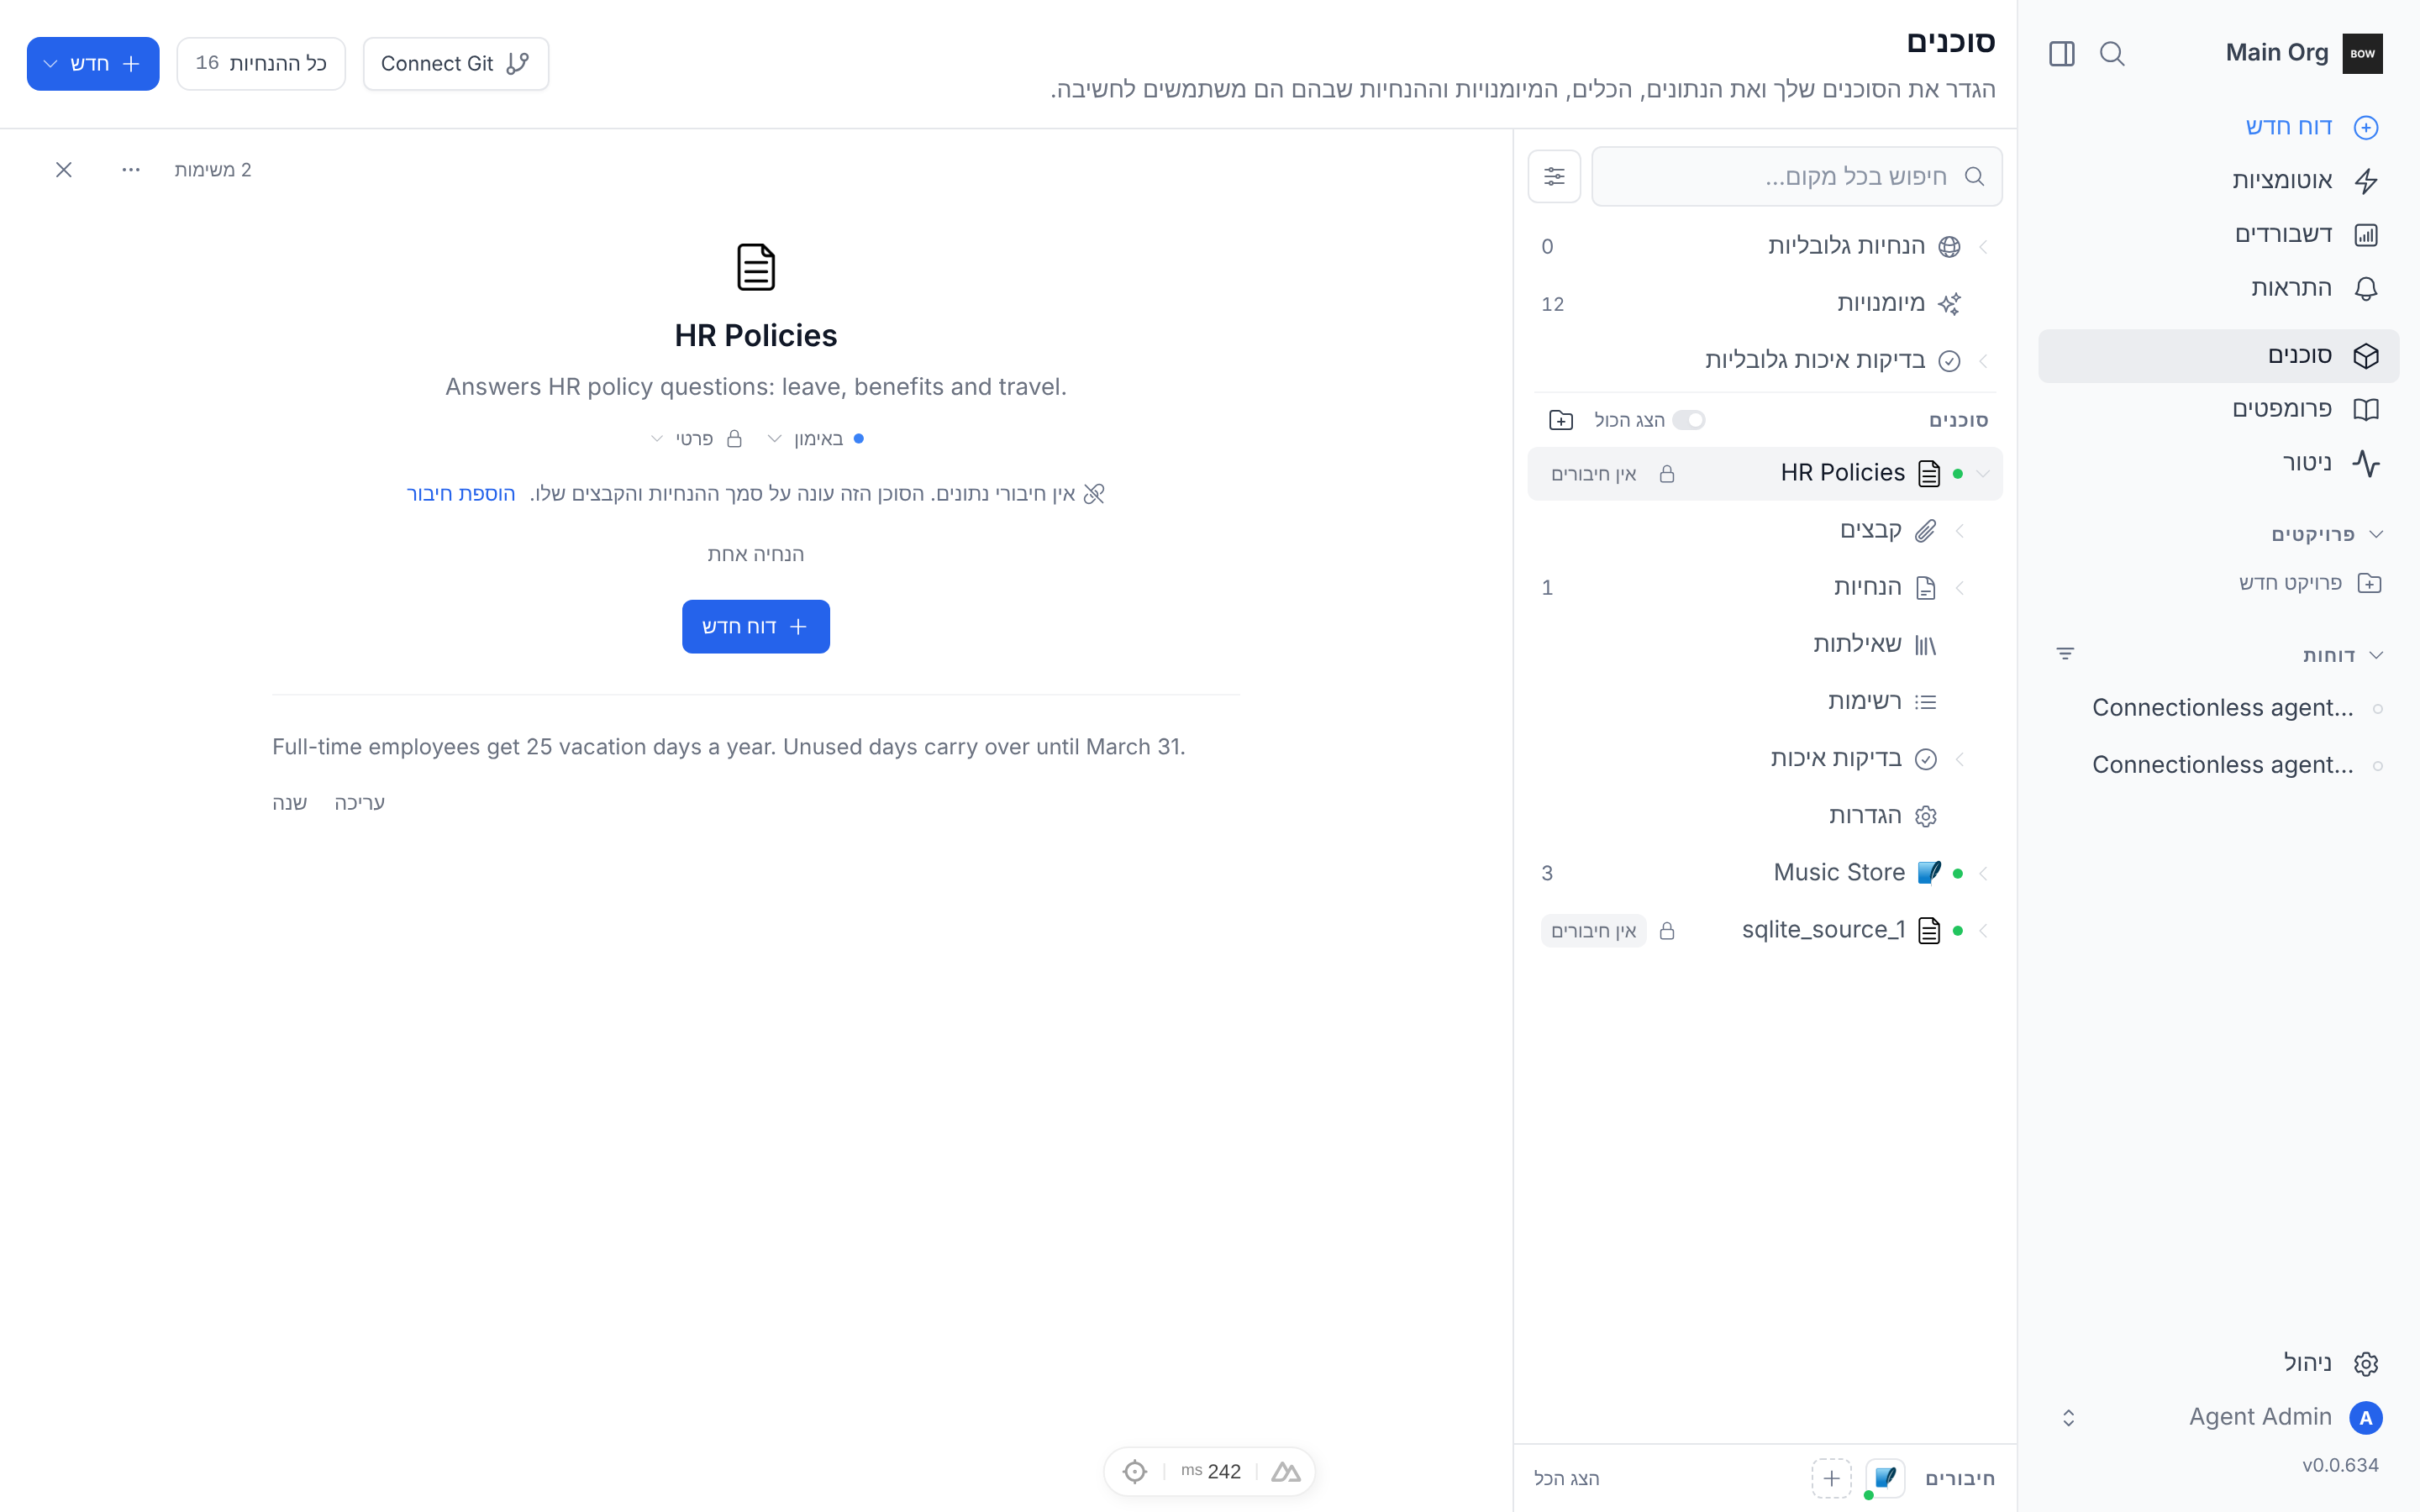 BOW
Main Org
דוח חדש
אוטומציות
דשבורדים
התראות
סוכנים
פרומפטים
ניטור
פרויקטים
פרויקט חדש
דוחות
Connectionless agent...
Connectionless agent...
ניהול
A Agent Admin
v0.0.634
סוכנים
הגדר את הסוכנים שלך ואת הנתונים, הכלים, המיומנויות וההנחיות שבהם הם משתמשים לחשיבה.
Connect Git
כל ההנחיות 16
חדש
חיפוש בכל מקום...
הנחיות גלובליות 0
מיומנויות 12
בדיקות איכות גלובליות
סוכנים הצג הכול
HR Policies אין חיבורים
קבצים
הנחיות 1
שאילתות
רשימות
בדיקות איכות
הגדרות
Music Store 3
sqlite_source_1 אין חיבורים
חיבורים הצג הכל
2 משימות
HR Policies
Answers HR policy questions: leave, benefits and travel.
באימון פרטי
אין חיבורי נתונים. הסוכן הזה עונה על סמך ההנחיות והקבצים שלו. הוספת חיבור
הנחיה אחת
דוח חדש
Full-time employees get 25 vacation days a year. Unused days carry over until March 31.
עריכה שנה
242 ms